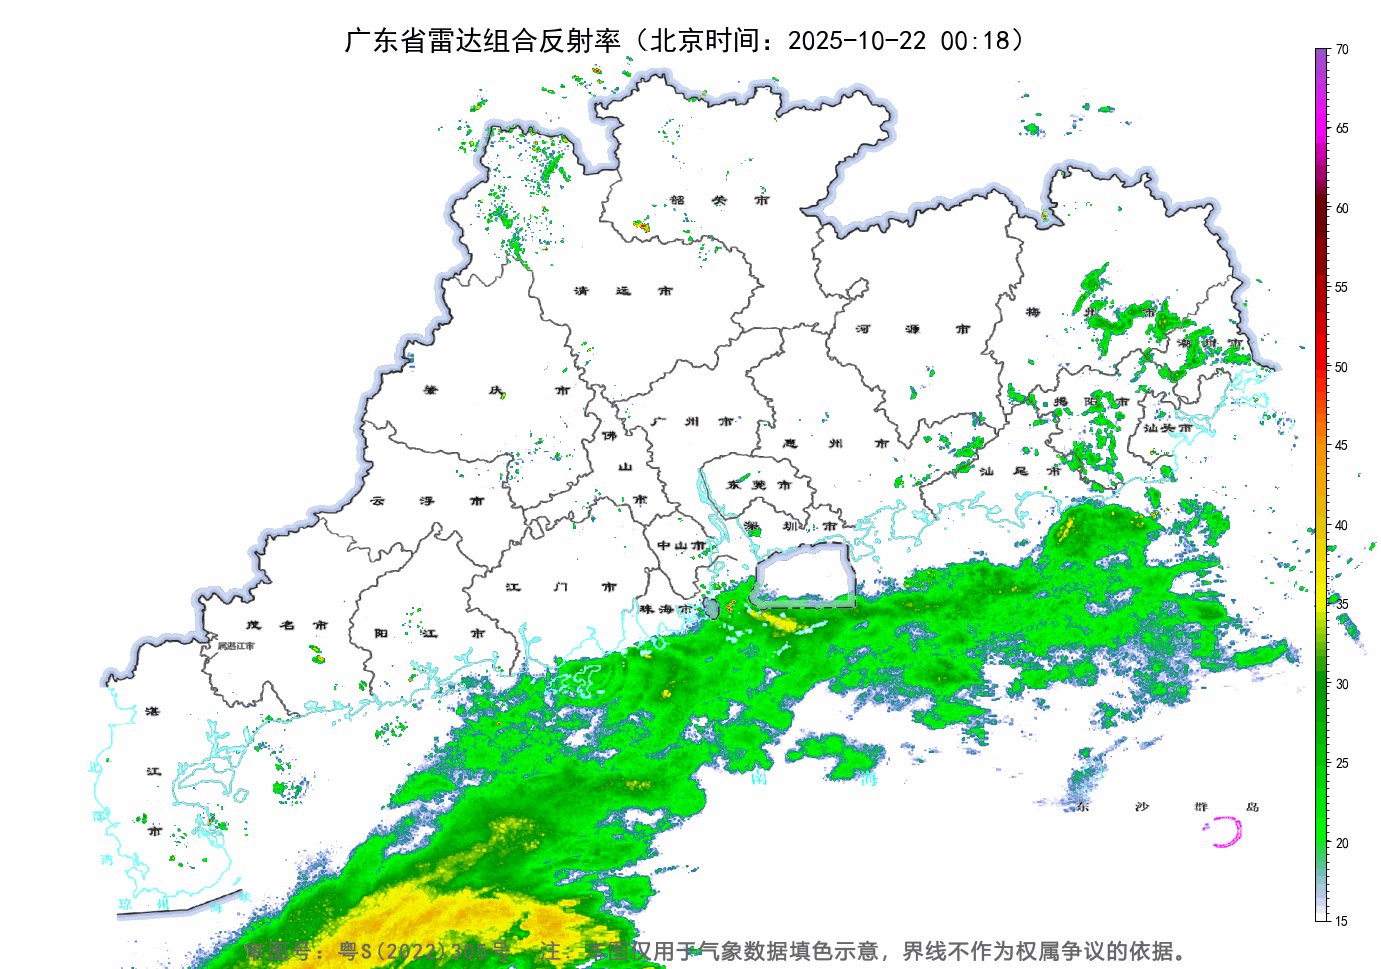 广东省雷达组合反射率（北京时间：2025-10-22 00:18）
70
65
韶 关 市
60
清 远 市
55
梅 州 市
河 源 市
潮 州 市
50
肇 庆 市
揭 阳 市
广 州 市
汕头市
佛 山 市
惠 州 市
45
汕 尾 市
东 莞 市
云 浮 市
深 圳 市
40
中山市
江 门 市
珠海市
35
茂 名 市
阳 江 市
属湛江市
30
湛 江 市
北 部 湾
25
南 海
东 沙 群 岛
20
琼 州 海 峡
15
审图号：粤S(2022)305号 注：本图仅用于气象数据填色示意，界线不作为权属争议的依据。